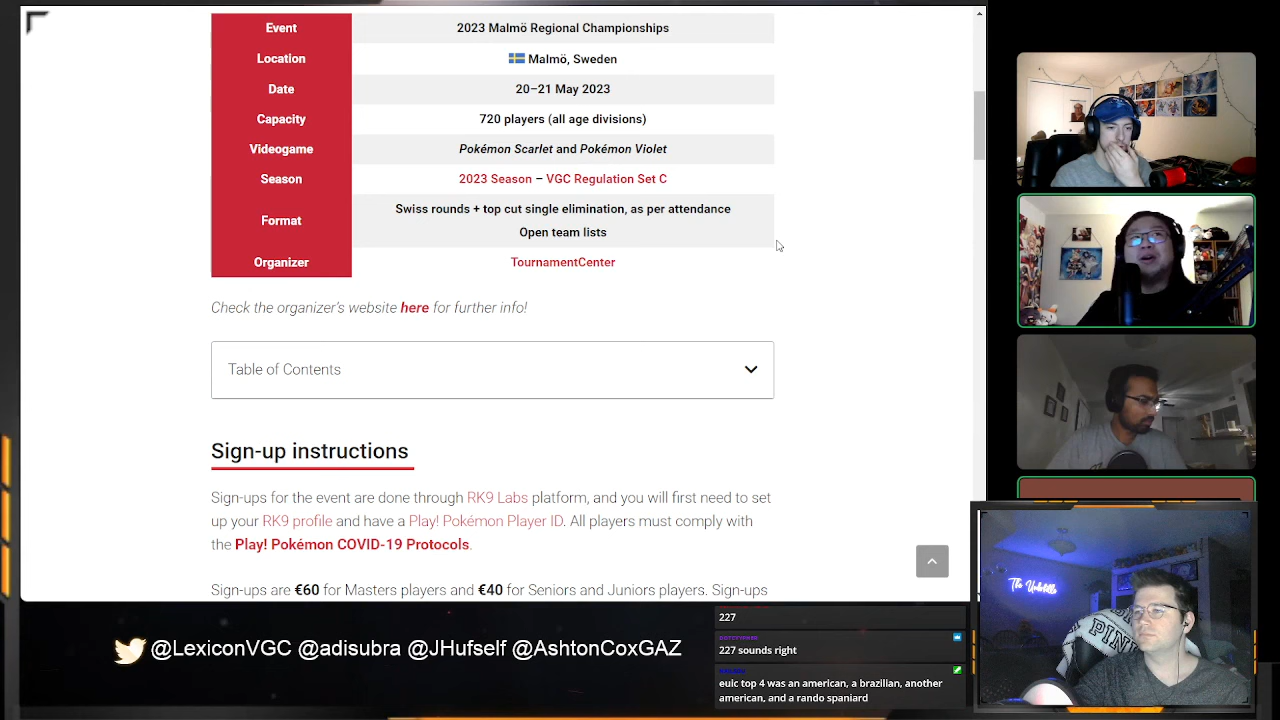 Event
2023 Malmö Regional Championships
Location
Malmö, Sweden
Date
20–21 May 2023
Capacity
720 players (all age divisions)
Videogame
Pokémon Scarlet and Pokémon Violet
Season
2023 Season – VGC Regulation Set C
Format
Swiss rounds + top cut single elimination, as per attendance
Open team lists
Organizer
TournamentCenter
Check the organizer's website here for further info!
Table of Contents
Sign-up instructions
Sign-ups for the event are done through RK9 Labs platform, and you will first need to set
up your RK9 profile and have a Play! Pokémon Player ID. All players must comply with
the Play! Pokémon COVID-19 Protocols.
Sign-ups are €60 for Masters players and €40 for Seniors and Juniors players. Sign-ups
@LexiconVGC @adisubra @JHufself @AshtonCoxGAZ
227
227 sounds right
euic top 4 was an american, a brazilian, another
american, and a rando spaniard